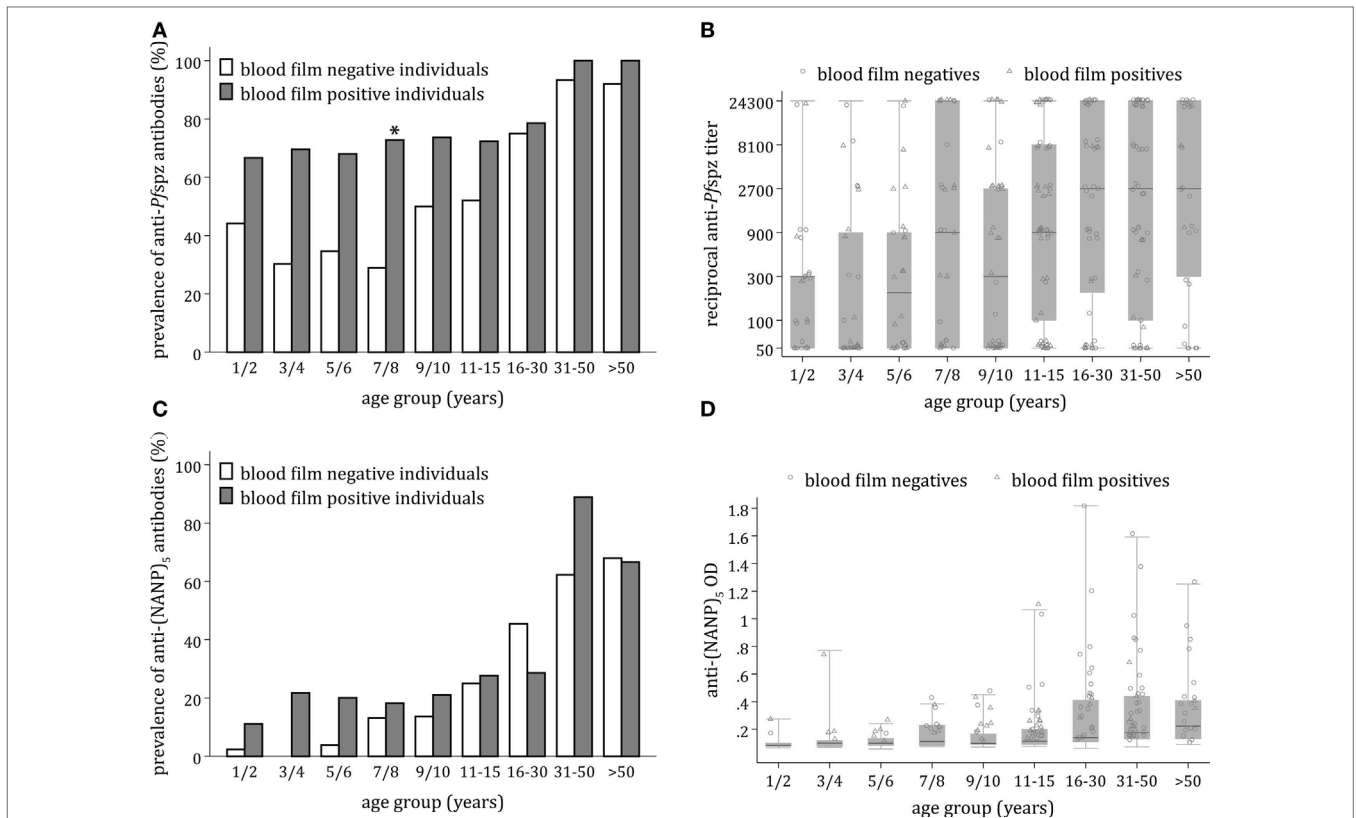 A
prevalence of anti-Pfspz antibodies (%)
blood film negative individuals
blood film positive individuals
100
80
60
40
20
0
*
1/2 3/4 5/6 7/8 9/10 11-15 16-30 31-50 >50
age group (years)
B
blood film negatives blood film positives
reciprocal anti-Pfspz titer
24300
8100
2700
900
300
100
50
1/2 3/4 5/6 7/8 9/10 11-15 16-30 31-50 >50
age group (years)
C
prevalence of anti-(NANP)₅ antibodies (%)
100
blood film negative individuals
blood film positive individuals
80
60
40
20
0
1/2 3/4 5/6 7/8 9/10 11-15 16-30 31-50 >50
age group (years)
D
blood film negatives blood film positives
anti-(NANP)₅ OD
1.8
1.6
1.4
1.2
1
.8
.6
.4
.2
1/2 3/4 5/6 7/8 9/10 11-15 16-30 31-50 >50
age group (years)